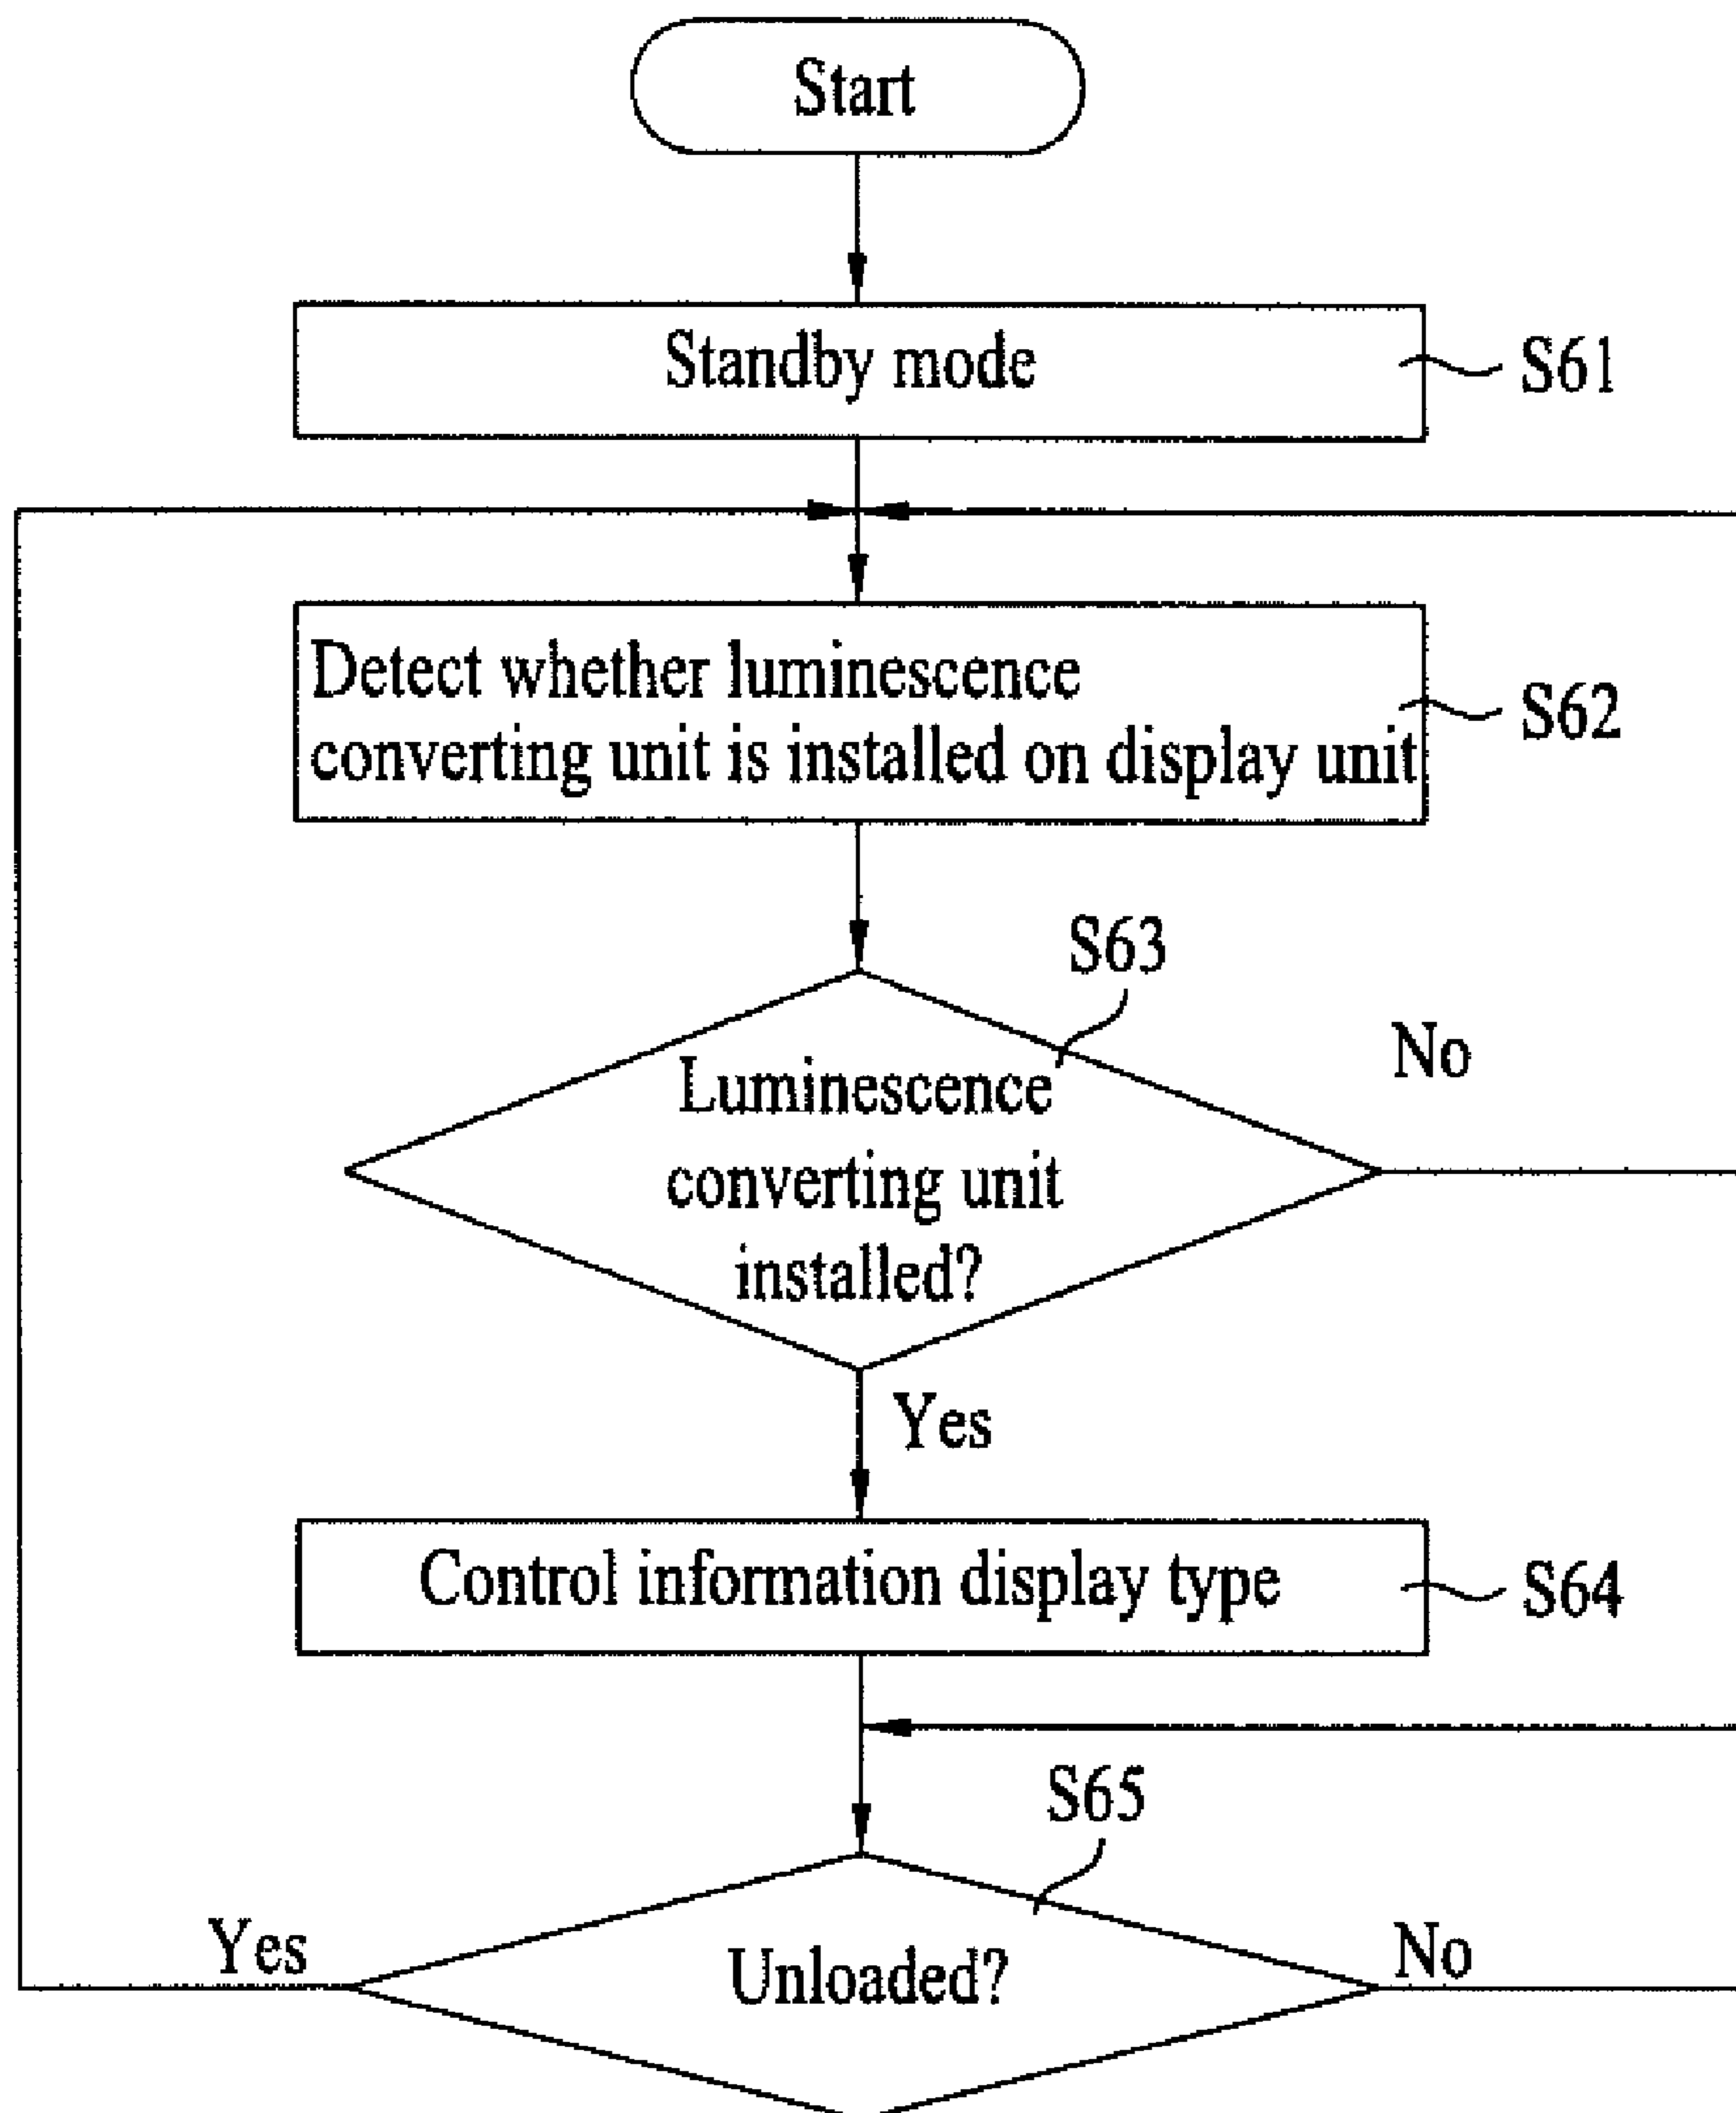 Start
Standby mode
S61
Detect whether luminescence
converting unit is installed on display unit
S62
S63
No
Luminescence
converting unit
installed?
Yes
Control information display type
S64
S65
Yes
Unloaded?
No